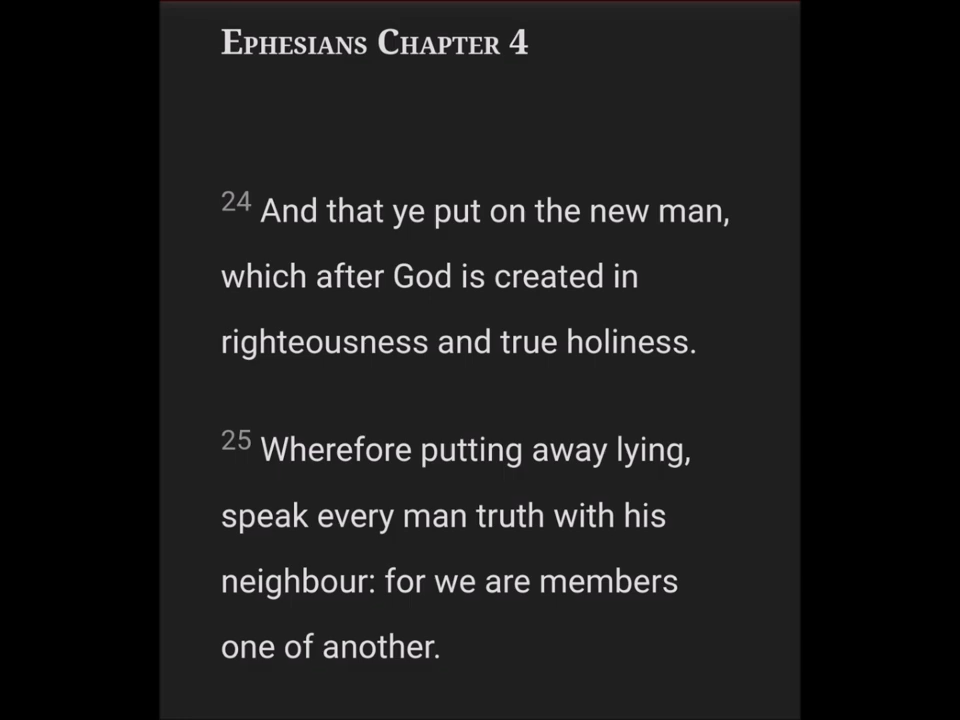 Ephesians Chapter 4
24 And that ye put on the new man,
which after God is created in
righteousness and true holiness.
25 Wherefore putting away lying,
speak every man truth with his
neighbour: for we are members
one of another.